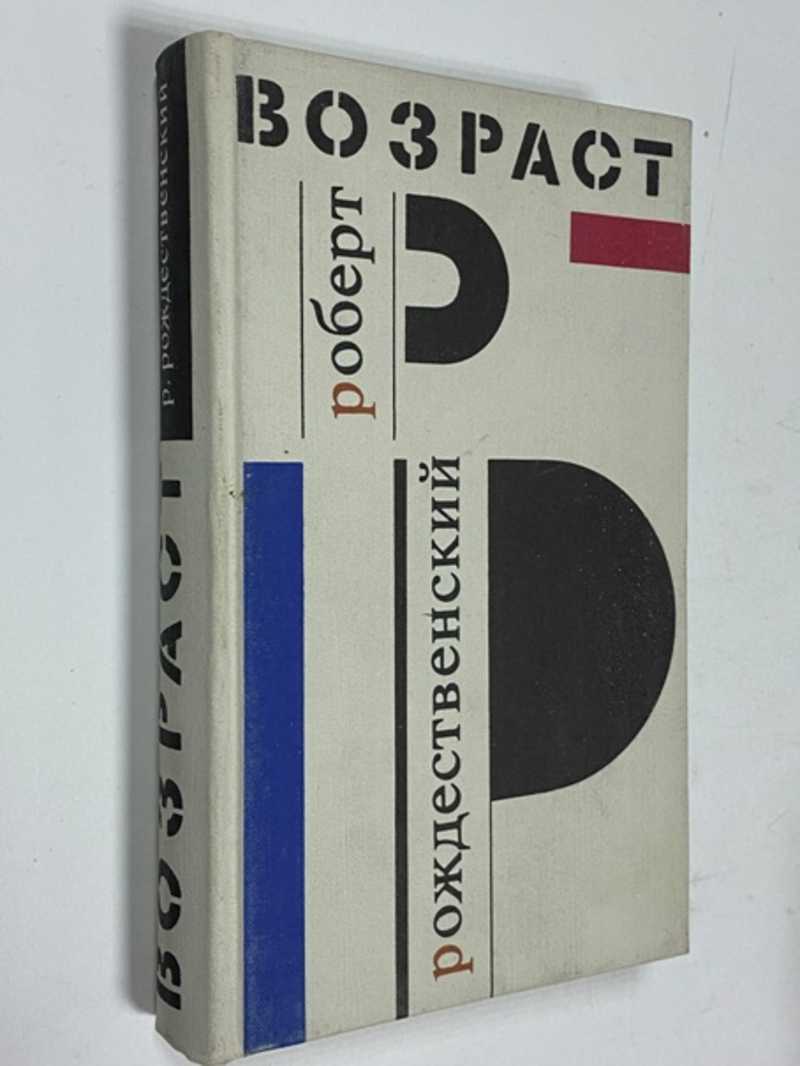 ВОЗРАСТ
роберт
рождественский
р. рождественский
ВОЗРАСТ